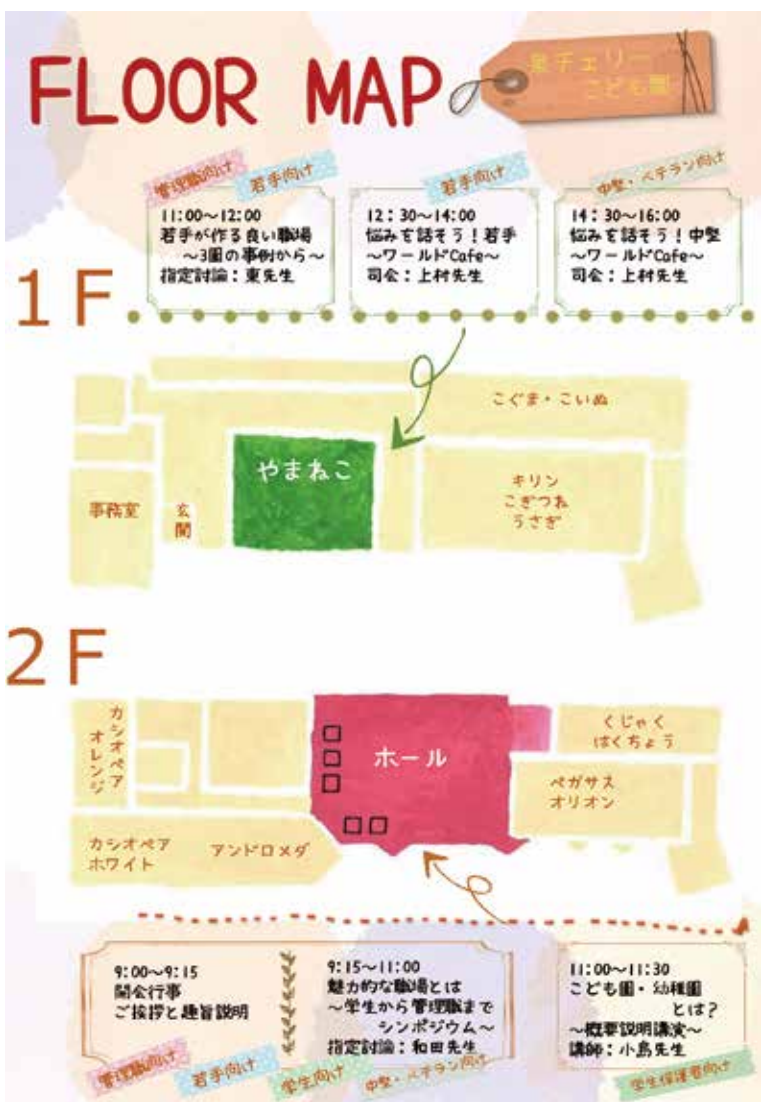 FLOOR MAP
泉チェリー
こども園
管理職向け
若手向け
11:00〜12:00
若手が作る良い職場
〜3園の事例から〜
指定討論：東先生
若手向け
12：30〜14:00
悩みを話そう！若手
〜ワールドCafe〜
司会：上村先生
中堅・ベテラン向け
14：30〜16:00
悩みを話そう！中堅
〜ワールドCafe〜
司会：上村先生
1F
こぐま・こいぬ
やまねこ
事務室
玄関
キリン
こぎつね
うさぎ
2F
カシオペア
オレンジ
ホール
くじゃく
はくちょう
ペガサス
オリオン
カシオペア
ホワイト
アンドロメダ
9:00〜9:15
開会行事
ご挨拶と趣旨説明
9:15〜11:00
魅力的な職場とは
〜学生から管理職まで
シンポジウム〜
指定討論：和田先生
11:00〜11:30
こども園・幼稚園
とは？
〜概要説明講演〜
講師：小島先生
管理職向け
若手向け
学生向け
中堅・ベテラン向け
学生保護者向け